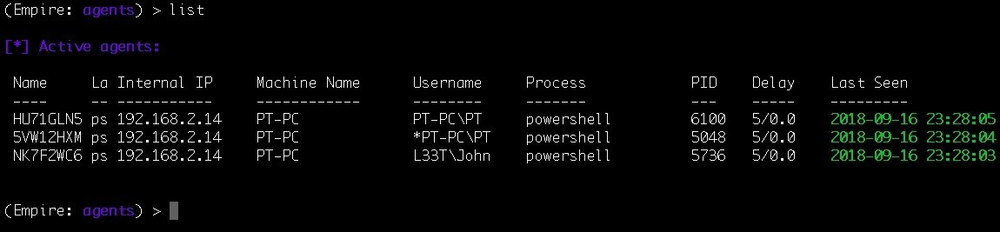 (Empire: agents) > list
[*] Active agents:
Name La Internal IP Machine Name Username Process PID Delay Last Seen
---- -- ----------- ------------ -------- ------- --- ----- ---------
HU71GLN5 ps 192.168.2.14 PT-PC PT-PC\PT powershell 6100 5/0.0 2018-09-16 23:28:05
5VW12HXM ps 192.168.2.14 PT-PC *PT-PC\PT powershell 5048 5/0.0 2018-09-16 23:28:04
NK7F2WC6 ps 192.168.2.14 PT-PC L33T\John powershell 5736 5/0.0 2018-09-16 23:28:03
(Empire: agents) >